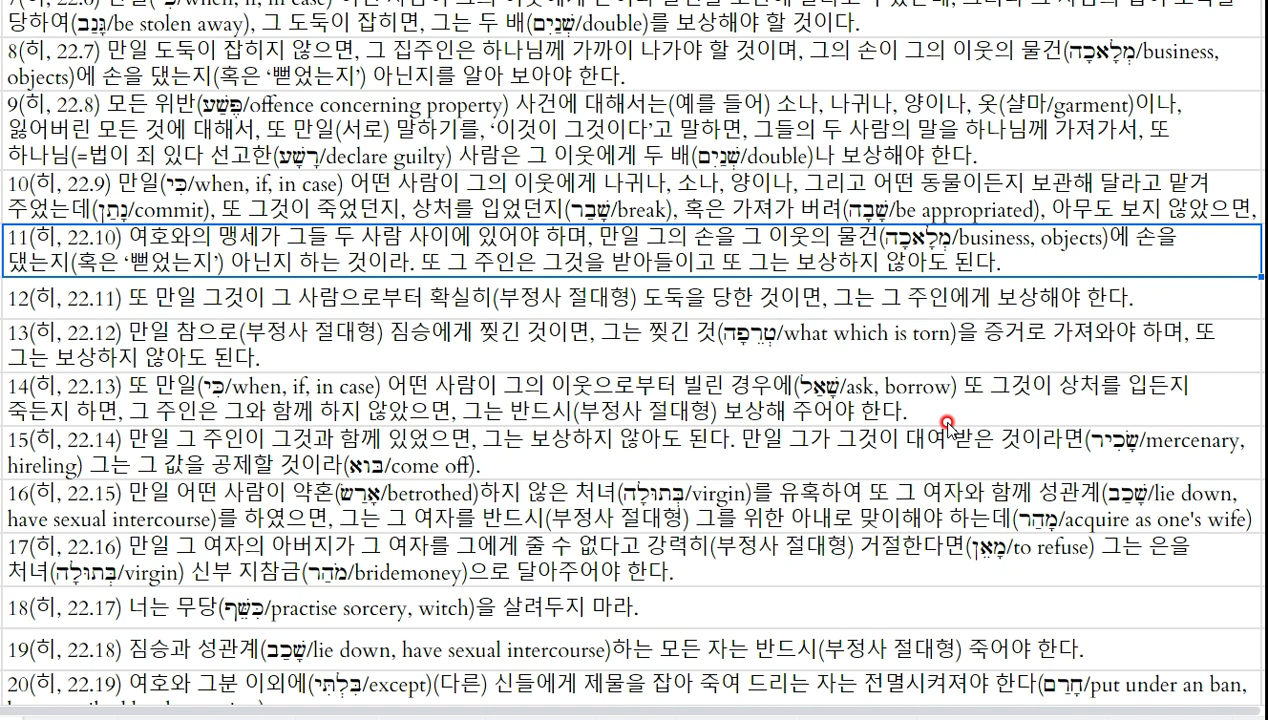 당하여(גָּנַב/be stolen away), 그 도둑이 잡히면, 그는 두 배(שְׁנַיִם/double)를 보상해야 할 것이다.
8(히, 22.7) 만일 도둑이 잡히지 않으면, 그 집주인은 하나님께 가까이 나가야 할 것이며, 그의 손이 그의 이웃의 물건(מְלָאכָה/business,
objects)에 손을 댔는지(혹은 ‘뻗었는지’) 아닌지를 알아 보아야 한다.
9(히, 22.8) 모든 위반(פֶּשַׁע/offence concerning property) 사건에 대해서는(예를 들어) 소나, 나귀나, 양이나, 옷(샬마/garment)이나,
잃어버린 모든 것에 대해서, 또 만일(서로) 말하기를, ‘이것이 그것이다’고 말하면, 그들의 두 사람의 말을 하나님께 가져가서, 또
하나님(=법이 죄 있다 선고한(רָשָׁע/declare guilty) 사람은 그 이웃에게 두 배(שְׁנַיִם/double)나 보상해야 한다.
10(히, 22.9) 만일(כִּי/when, if, in case) 어떤 사람이 그의 이웃에게 나귀나, 소나, 양이나, 그리고 어떤 동물이든지 보관해 달라고 맡겨
주었는데(נָתַן/commit), 또 그것이 죽었던지, 상처를 입었던지(שָׁבַר/break), 혹은 가져가 버려(שָׁבָה/be appropriated), 아무도 보지 않았으면,
11(히, 22.10) 여호와의 맹세가 그들 두 사람 사이에 있어야 하며, 만일 그의 손을 그 이웃의 물건(מְלָאכָה/business, objects)에 손을
댔는지(혹은 ‘뻗었는지’) 아닌지 하는 것이라. 또 그 주인은 그것을 받아들이고 또 그는 보상하지 않아도 된다.
12(히, 22.11) 또 만일 그것이 그 사람으로부터 확실히(부정사 절대형) 도둑을 당한 것이면, 그는 그 주인에게 보상해야 한다.
13(히, 22.12) 만일 참으로(부정사 절대형) 짐승에게 찢긴 것이면, 그는 찢긴 것(טְרֵפָה/what which is torn)을 증거로 가져와야 하며, 또
그는 보상하지 않아도 된다.
14(히, 22.13) 또 만일(כִּי/when, if, in case) 어떤 사람이 그의 이웃으로부터 빌린 경우에(שָׁאַל/ask, borrow) 또 그것이 상처를 입든지
죽든지 하면, 그 주인은 그와 함께 하지 않았으면, 그는 반드시(부정사 절대형) 보상해 주어야 한다.
15(히, 22.14) 만일 그 주인이 그것과 함께 있었으면, 그는 보상하지 않아도 된다. 만일 그가 그것이 대여 받은 것이라면(שָׂכִיר/mercenary,
hireling) 그는 그 값을 공제할 것이라(בּוֹא/come off).
16(히, 22.15) 만일 어떤 사람이 약혼(אָרַשׂ/betrothed)하지 않은 처녀(בְּתוּלָה/virgin)를 유혹하여 또 그 여자와 함께 성관계(שָׁכַב/lie down,
have sexual intercourse)를 하였으면, 그는 그 여자를 반드시(부정사 절대형) 그를 위한 아내로 맞이해야 하는데(מָהַר/acquire as one's wife)
17(히, 22.16) 만일 그 여자의 아버지가 그 여자를 그에게 줄 수 없다고 강력히(부정사 절대형) 거절한다면(מָאֵן/to refuse) 그는 은을
처녀(בְּתוּלָה/virgin) 신부 지참금(מֹהַר/bridemoney)으로 달아주어야 한다.
18(히, 22.17) 너는 무당(כִּשֵּׁף/practise sorcery, witch)을 살려두지 마라.
19(히, 22.18) 짐승과 성관계(שָׁכַב/lie down, have sexual intercourse)하는 모든 자는 반드시(부정사 절대형) 죽어야 한다.
20(히, 22.19) 여호와 그분 이외에(בִּלְתִּי/except)(다른) 신들에게 제물을 잡아 죽여 드리는 자는 전멸시켜져야 한다(חָרַם/put under an ban,